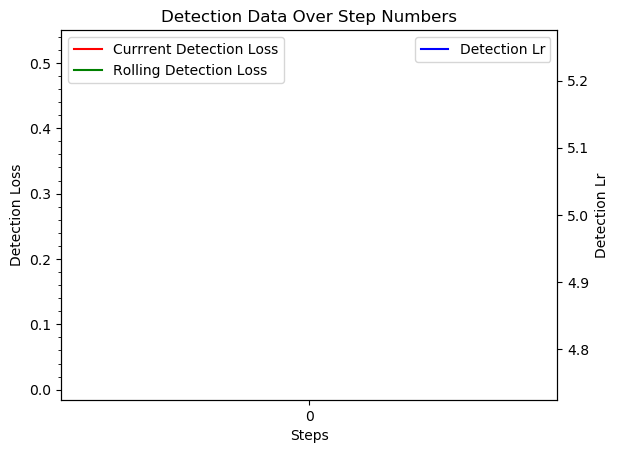 Detection Data Over Step Numbers
Currrent Detection Loss
Rolling Detection Loss
Detection Lr
0.5
0.4
0.3
0.2
0.1
0.0
Detection Loss
5.2
5.1
5.0
4.9
4.8
Detection Lr
0
Steps